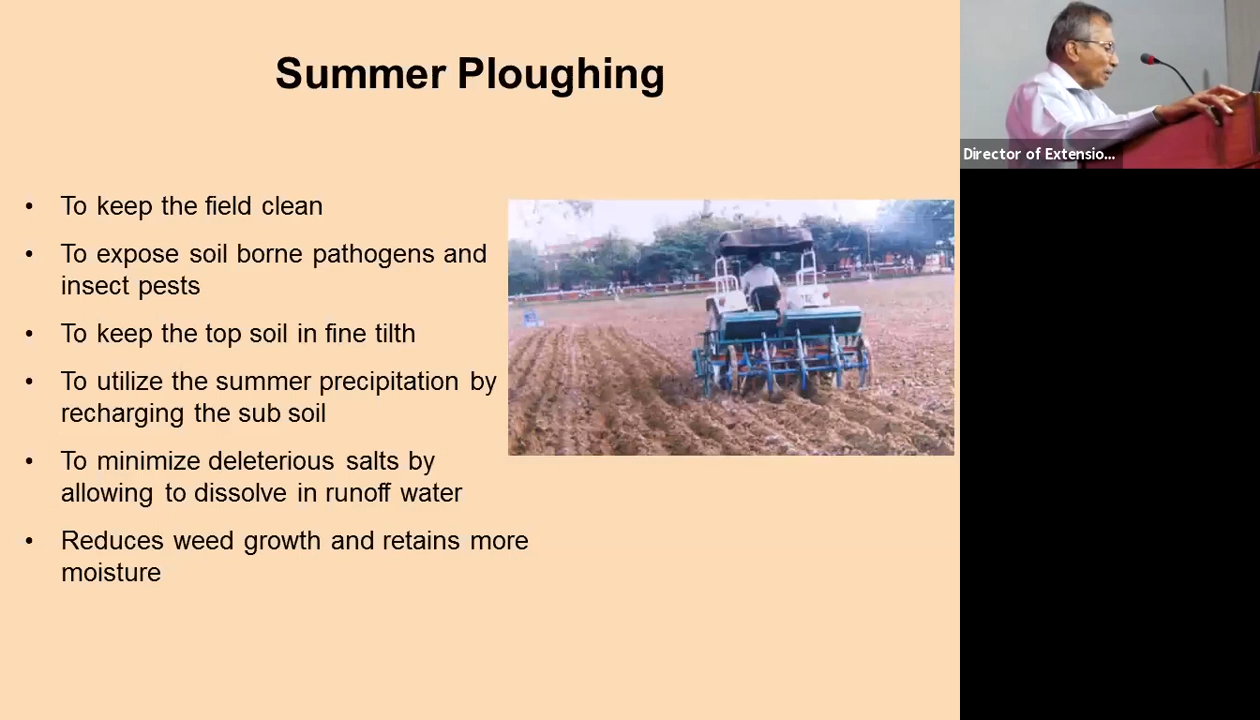 Summer Ploughing
• To keep the field clean
• To expose soil borne pathogens and
insect pests
• To keep the top soil in fine tilth
• To utilize the summer precipitation by
recharging the sub soil
• To minimize deleterious salts by
allowing to dissolve in runoff water
• Reduces weed growth and retains more
moisture
Director of Extensio...